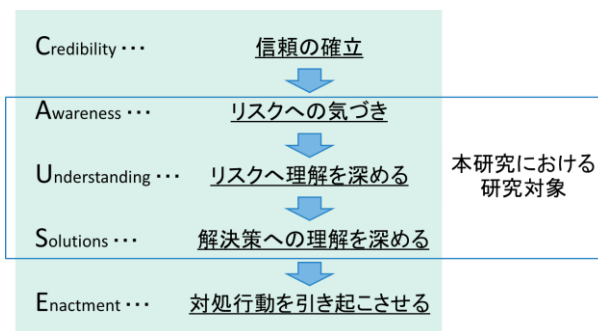 Credibility ･･･ 信頼の確立
Awareness ･･･ リスクへの気づき
Understanding ･･･ リスクへ理解を深める
本研究における
研究対象
Solutions ･･･ 解決策への理解を深める
Enactment ･･･ 対処行動を引き起こさせる